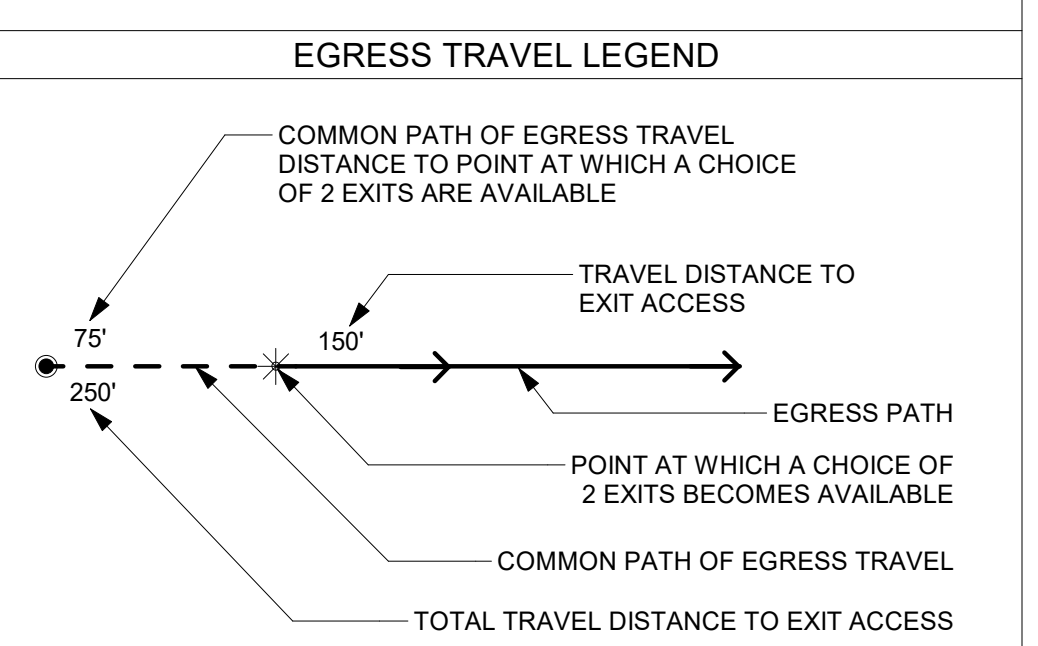 EGRESS TRAVEL LEGEND
COMMON PATH OF EGRESS TRAVEL
DISTANCE TO POINT AT WHICH A CHOICE
OF 2 EXITS ARE AVAILABLE
TRAVEL DISTANCE TO
EXIT ACCESS
75'
150'
250'
EGRESS PATH
POINT AT WHICH A CHOICE OF
2 EXITS BECOMES AVAILABLE
COMMON PATH OF EGRESS TRAVEL
TOTAL TRAVEL DISTANCE TO EXIT ACCESS